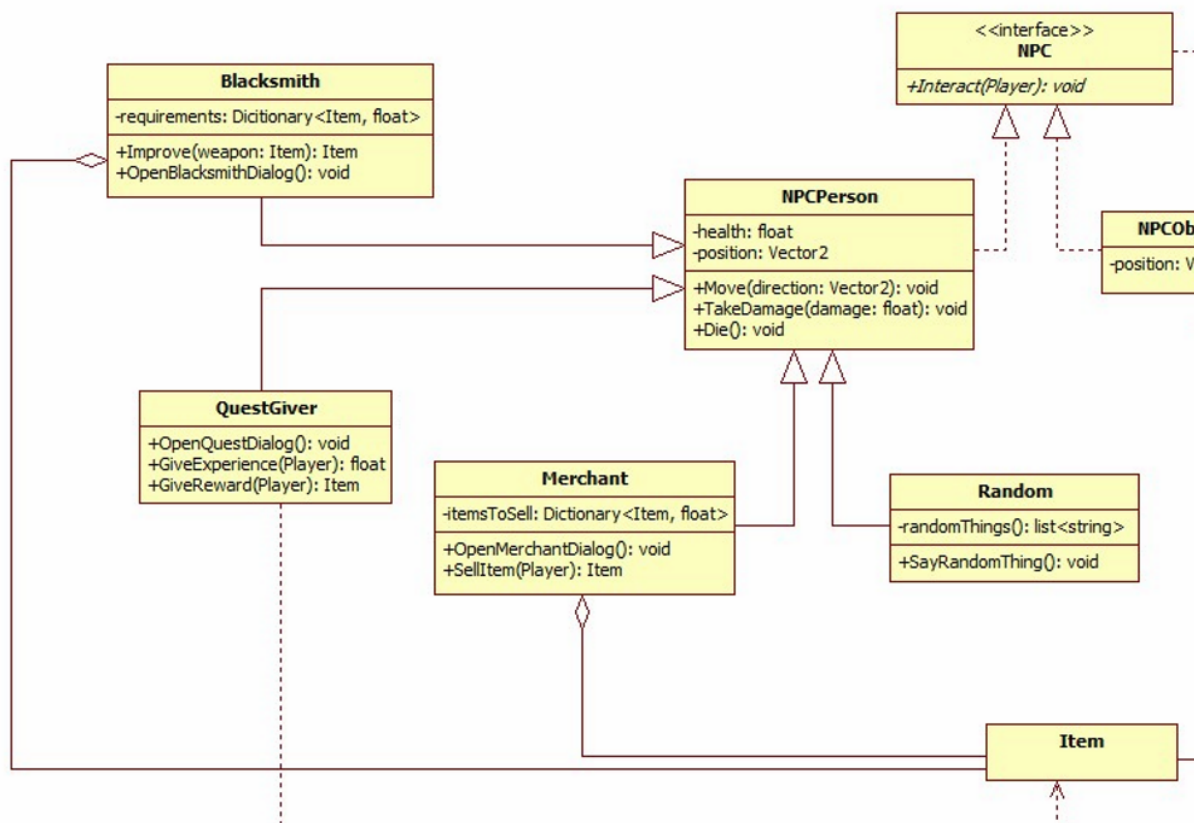 <<interface>>
NPC
+Interact(Player): void
Blacksmith
-requirements: Dicitionary<Item, float>
+Improve(weapon: Item): Item
+OpenBlacksmithDialog(): void
NPCPerson
-health: float
-position: Vector2
+Move(direction: Vector2): void
+TakeDamage(damage: float): void
+Die(): void
NPCOb
-position: V
QuestGiver
+OpenQuestDialog(): void
+GiveExperience(Player): float
+GiveReward(Player): Item
Merchant
-itemsToSell: Dictionary<Item, float>
+OpenMerchantDialog(): void
+SellItem(Player): Item
Random
-randomThings(): list<string>
+SayRandomThing(): void
Item